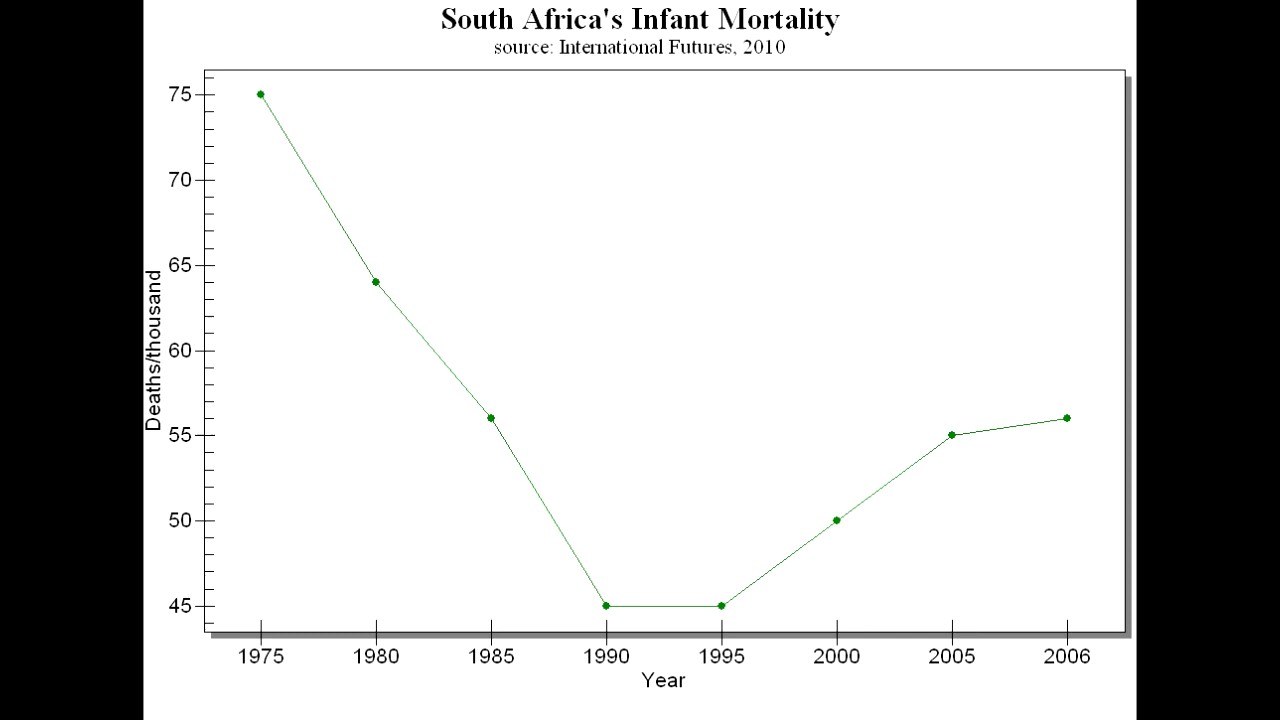 South Africa's Infant Mortality
source: International Futures, 2010
Deaths/thousand
75
70
65
60
55
50
45
1975 1980 1985 1990 1995 2000 2005 2006
Year